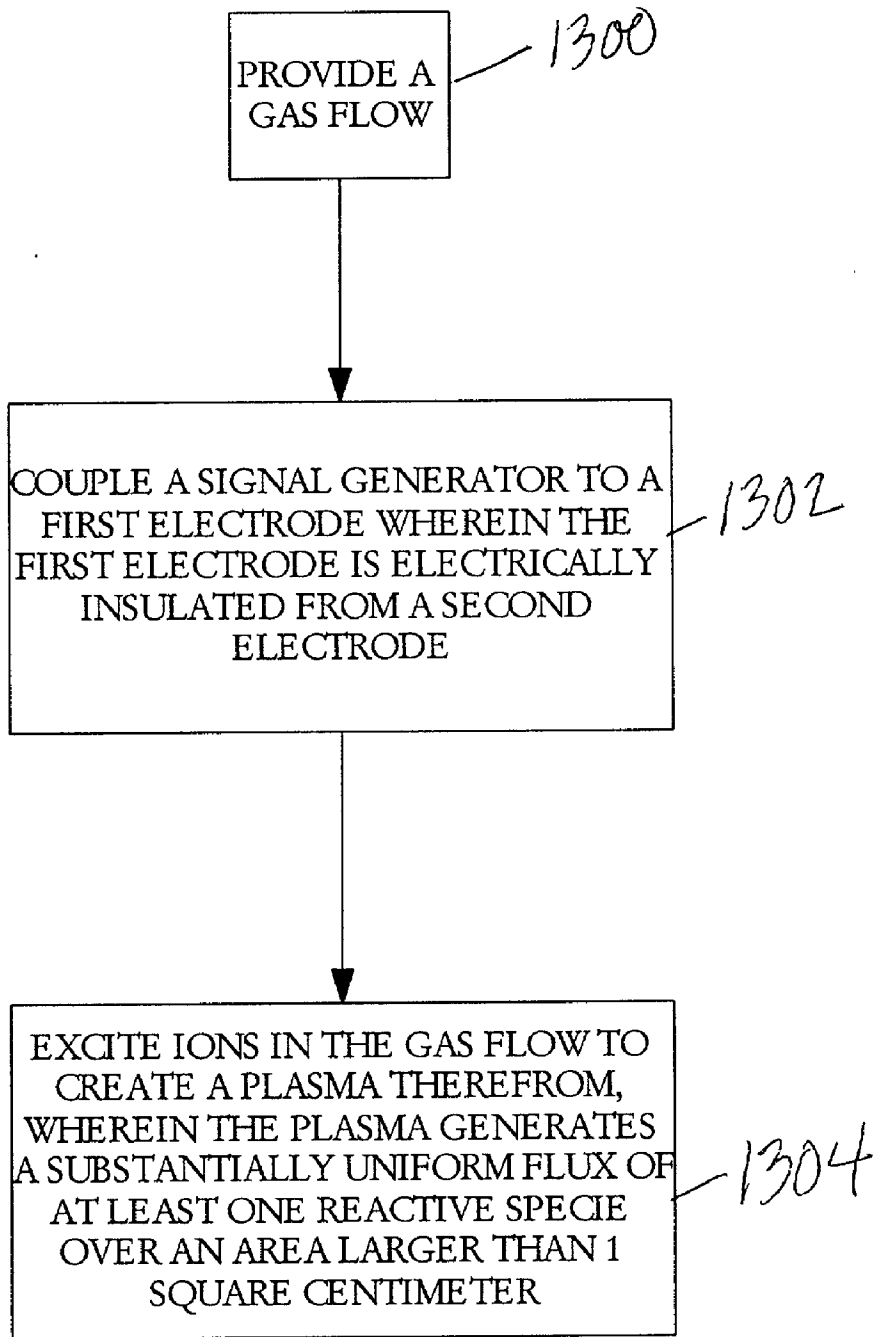 PROVIDE A
GAS FLOW
1300
COUPLE A SIGNAL GENERATOR TO A
FIRST ELECTRODE WHEREIN THE
FIRST ELECTRODE IS ELECTRICALLY
INSULATED FROM A SECOND
ELECTRODE
1302
EXCITE IONS IN THE GAS FLOW TO
CREATE A PLASMA THEREFROM,
WHEREIN THE PLASMA GENERATES
A SUBSTANTIALLY UNIFORM FLUX OF
AT LEAST ONE REACTIVE SPECIE
OVER AN AREA LARGER THAN 1
SQUARE CENTIMETER
1304